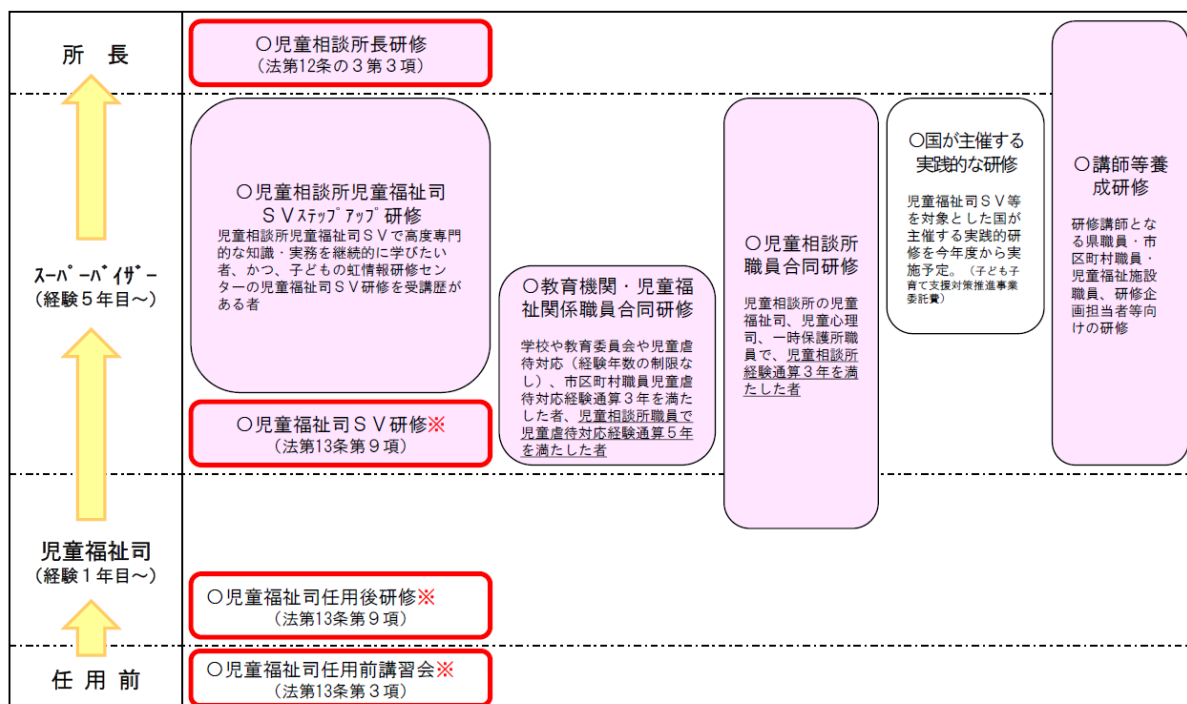 所 長
スーパーバイザー
(経験5年目~)
児童福祉司
(経験1年目~)
任 用 前
○児童相談所長研修
(法第12条の3第3項)
○児童相談所児童福祉司
SVステップアップ研修
児童相談所児童福祉司SVで高度専門
的な知識・実務を継続的に学びたい
者、かつ、子どもの虹情報研修セン
ターの児童福祉司SV研修を受講歴が
ある者
○児童福祉司SV研修※
(法第13条第9項)
○児童福祉司任用後研修※
(法第13条第9項)
○児童福祉司任用前講習会※
(法第13条第3項)
○教育機関・児童福
祉関係職員合同研修
学校や教育委員会や児童虐
待対応(経験年数の制限な
し)、市区町村職員児童虐
待対応経験通算3年を満た
した者、児童相談所職員で
児童虐待対応経験通算5年
を満たした者
○児童相談所
職員合同研修
児童相談所の児童
福祉司、児童心理
司、一時保護所職
員で、児童相談所
経験通算3年を満
たした者
○国が主催する
実践的な研修
児童福祉司SV等
を対象とした国が
主催する実践的研
修を今年度から実
施予定。(子ども子
育て支援対策推進事業
委託費)
○講師等養
成研修
研修講師とな
る県職員・市
区町村職員・
児童福祉施設
職員、研修企
画担当者等向
けの研修